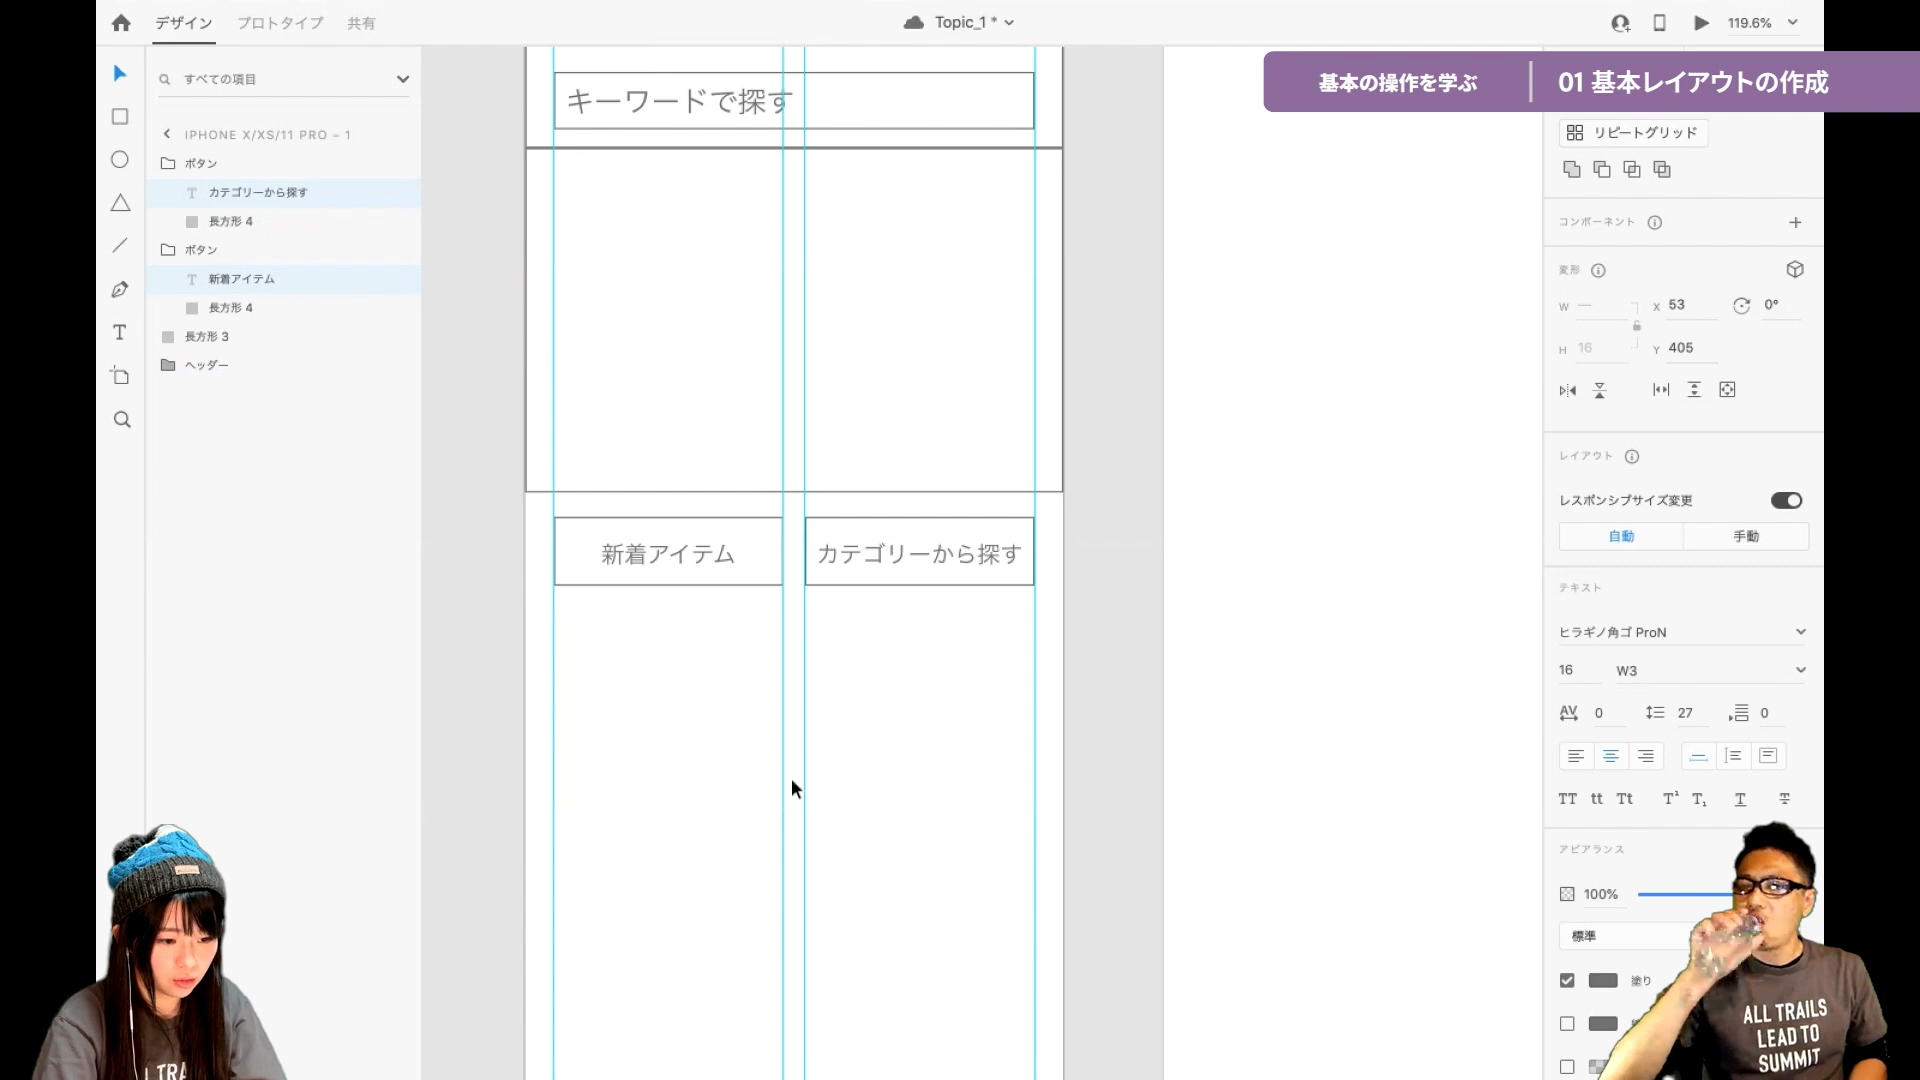 デザイン
プロトタイプ
共有
Topic_1 *
119.6%
基本の操作を学ぶ
01 基本レイアウトの作成
すべての項目
IPHONE X/XS/11 PRO – 1
ボタン
カテゴリーから探す
長方形 4
ボタン
新着アイテム
長方形 4
長方形 3
ヘッダー
キーワードで探す
新着アイテム
カテゴリーから探す
リピートグリッド
コンポーネント
変形
W —
X 53
0°
H 16
Y 405
レイアウト
レスポンシブサイズ変更
自動
手動
テキスト
ヒラギノ角ゴ ProN
16
W3
AV 0
27
0
TT tt Tt T¹ T₁ T T
アピアランス
100%
標準
塗り
ALL TRAILS
LEAD TO
SUMMIT